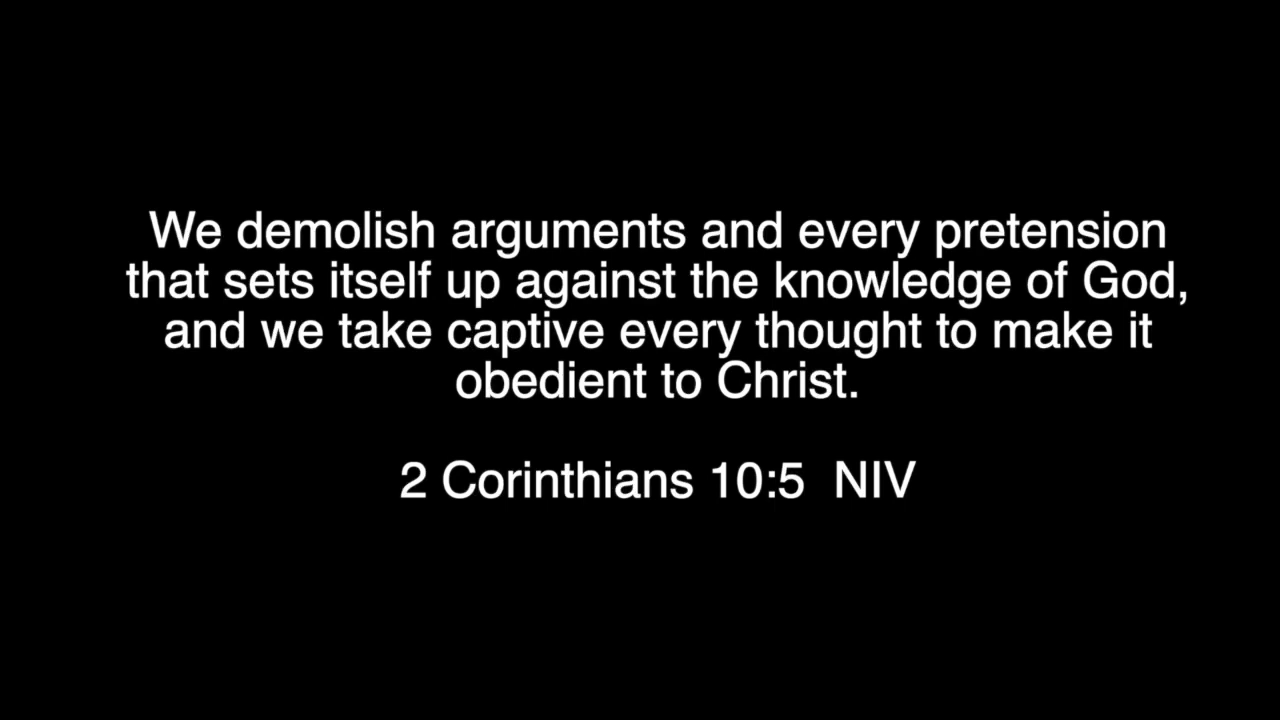 We demolish arguments and every pretension
that sets itself up against the knowledge of God,
and we take captive every thought to make it
obedient to Christ.
2 Corinthians 10:5  NIV